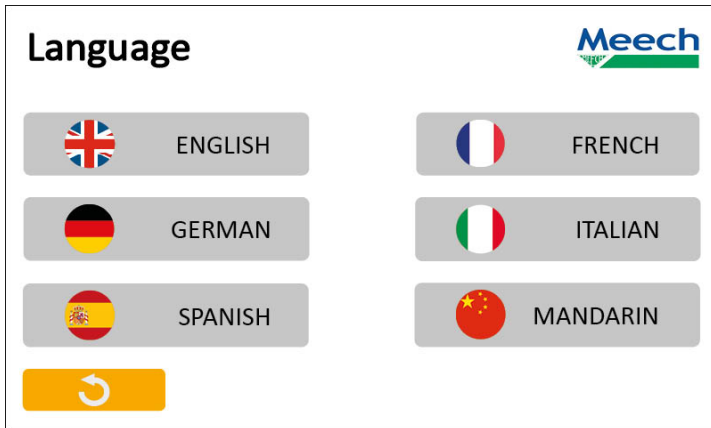 Language
Meech
ENGLISH
FRENCH
GERMAN
ITALIAN
SPANISH
MANDARIN